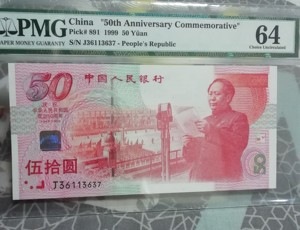 PMG
PAPER MONEY GUARANTY
China "50th Anniversary Commemorative"
Pick# 891 1999 50 Yüan
S/N J36113637 - People's Republic
64
Choice Uncirculated
50
中国人民银行
伍拾圆
J36113637
50